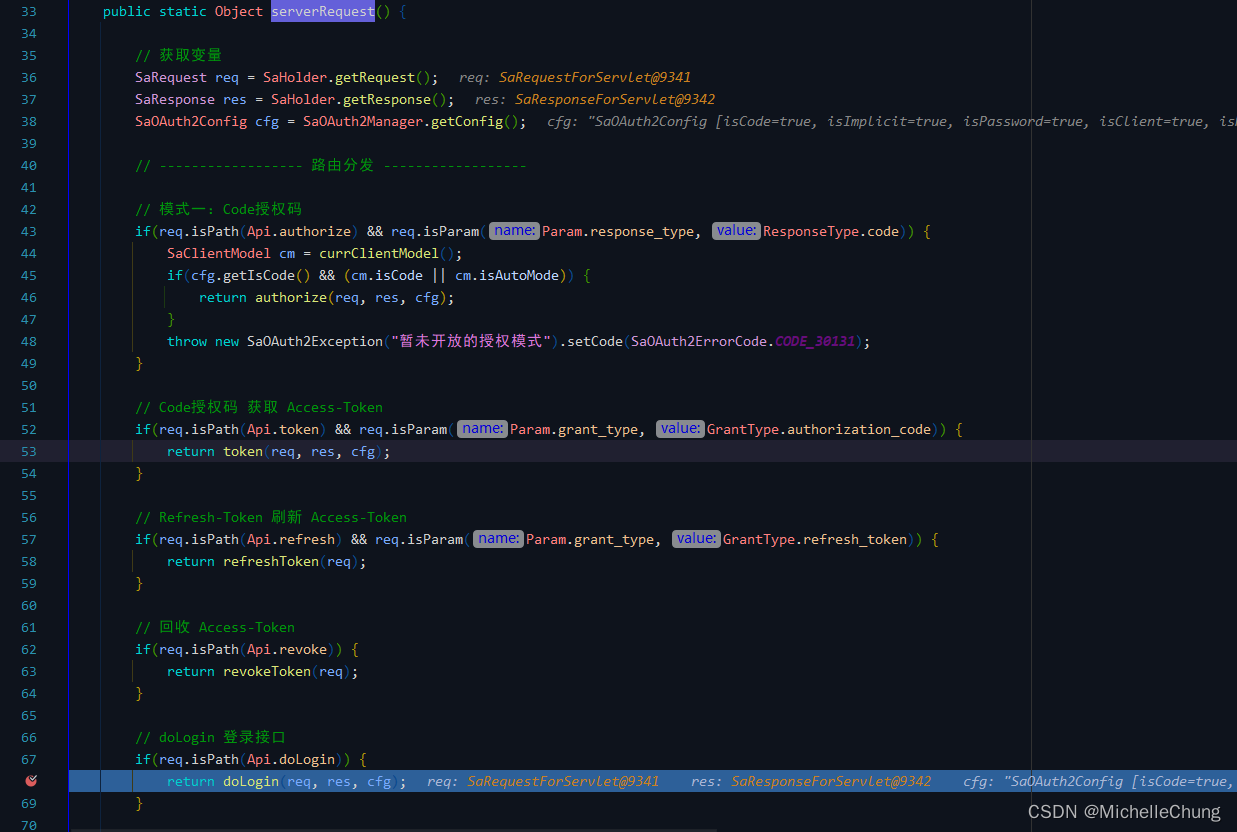 33 public static Object serverRequest() {
34
35 // 获取变量
36 SaRequest req = SaHolder.getRequest(); req: SaRequestForServlet@9341
37 SaResponse res = SaHolder.getResponse(); res: SaResponseForServlet@9342
38 SaOAuth2Config cfg = SaOAuth2Manager.getConfig(); cfg: "SaOAuth2Config [isCode=true, isImplicit=true, isPassword=true, isClient=true, is
39
40 // ------------------ 路由分发 ------------------
41
42 // 模式一：Code授权码
43 if(req.isPath(Api.authorize) && req.isParam( name: Param.response_type, value: ResponseType.code)) {
44 SaClientModel cm = currClientModel();
45 if(cfg.getIsCode() && (cm.isCode || cm.isAutoMode)) {
46 return authorize(req, res, cfg);
47 }
48 throw new SaOAuth2Exception("暂未开放的授权模式").setCode(SaOAuth2ErrorCode.CODE_30131);
49 }
50
51 // Code授权码 获取 Access-Token
52 if(req.isPath(Api.token) && req.isParam( name: Param.grant_type, value: GrantType.authorization_code)) {
53 return token(req, res, cfg);
54 }
55
56 // Refresh-Token 刷新 Access-Token
57 if(req.isPath(Api.refresh) && req.isParam( name: Param.grant_type, value: GrantType.refresh_token)) {
58 return refreshToken(req);
59 }
60
61 // 回收 Access-Token
62 if(req.isPath(Api.revoke)) {
63 return revokeToken(req);
64 }
65
66 // doLogin 登录接口
67 if(req.isPath(Api.doLogin)) {
return doLogin(req, res, cfg); req: SaRequestForServlet@9341 res: SaResponseForServlet@9342 cfg: "SaOAuth2Config [isCode=true,
69 }
70
CSDN @MichelleChung